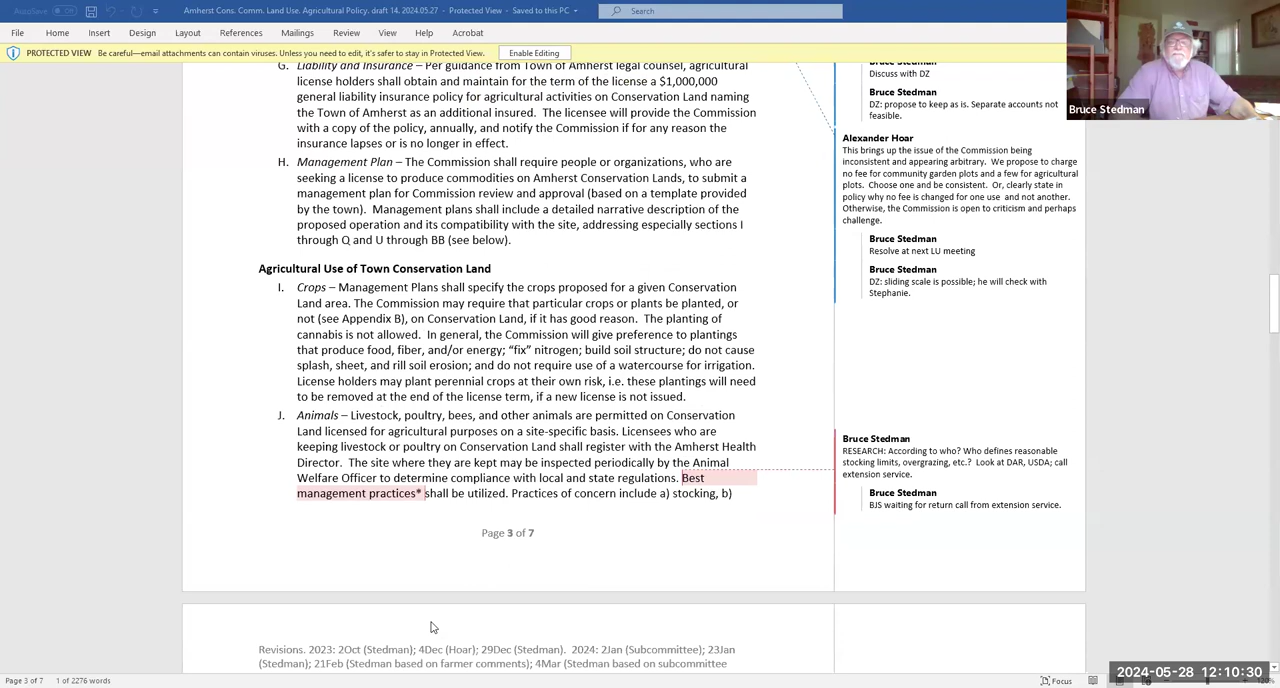 AutoSave Off
Amherst Cons. Comm. Land Use. Agricultural Policy. draft 14. 2024.05.27 - Protected View - Saved to this PC
Search
File Home Insert Design Layout References Mailings Review View Help Acrobat
PROTECTED VIEW Be careful—email attachments can contain viruses. Unless you need to edit, it's safer to stay in Protected View. Enable Editing
G. Liability and Insurance – Per guidance from Town of Amherst legal counsel, agricultural
license holders shall obtain and maintain for the term of the license a $1,000,000
general liability insurance policy for agricultural activities on Conservation Land naming
the Town of Amherst as an additional insured. The licensee will provide the Commission
with a copy of the policy, annually, and notify the Commission if for any reason the
insurance lapses or is no longer in effect.
H. Management Plan – The Commission shall require people or organizations, who are
seeking a license to produce commodities on Amherst Conservation Lands, to submit a
management plan for Commission review and approval (based on a template provided
by the town). Management plans shall include a detailed narrative description of the
proposed operation and its compatibility with the site, addressing especially sections I
through Q and U through BB (see below).
Agricultural Use of Town Conservation Land
I. Crops – Management Plans shall specify the crops proposed for a given Conservation
Land area. The Commission may require that particular crops or plants be planted, or
not (see Appendix B), on Conservation Land, if it has good reason. The planting of
cannabis is not allowed. In general, the Commission will give preference to plantings
that produce food, fiber, and/or energy; “fix” nitrogen; build soil structure; do not cause
splash, sheet, and rill soil erosion; and do not require use of a watercourse for irrigation.
License holders may plant perennial crops at their own risk, i.e. these plantings will need
to be removed at the end of the license term, if a new license is not issued.
J. Animals – Livestock, poultry, bees, and other animals are permitted on Conservation
Land licensed for agricultural purposes on a site-specific basis. Licensees who are
keeping livestock or poultry on Conservation Land shall register with the Amherst Health
Director. The site where they are kept may be inspected periodically by the Animal
Welfare Officer to determine compliance with local and state regulations. Best
management practices* shall be utilized. Practices of concern include a) stocking, b)
Page 3 of 7
Revisions. 2023: 2Oct (Stedman); 4Dec (Hoar); 29Dec (Stedman). 2024: 2Jan (Subcommittee); 23Jan
(Stedman); 21Feb (Stedman based on farmer comments); 4Mar (Stedman based on subcommittee
Bruce Stedman
Discuss with DZ
Bruce Stedman
DZ: propose to keep as is. Separate accounts not
feasible.
Alexander Hoar
This brings up the issue of the Commission being
inconsistent and appearing arbitrary. We propose to charge
no fee for community garden plots and a few for agricultural
plots. Choose one and be consistent. Or, clearly state in
policy why no fee is changed for one use and not another.
Otherwise, the Commission is open to criticism and perhaps
challenge.
Bruce Stedman
Resolve at next LU meeting
Bruce Stedman
DZ: sliding scale is possible; he will check with
Stephanie.
Bruce Stedman
RESEARCH: According to who? Who defines reasonable
stocking limits, overgrazing, etc.? Look at DAR, USDA; call
extension service.
Bruce Stedman
BJS waiting for return call from extension service.
Bruce Stedman
2024-05-28 12:10:30
Page 3 of 7 1 of 2276 words
Focus
120%